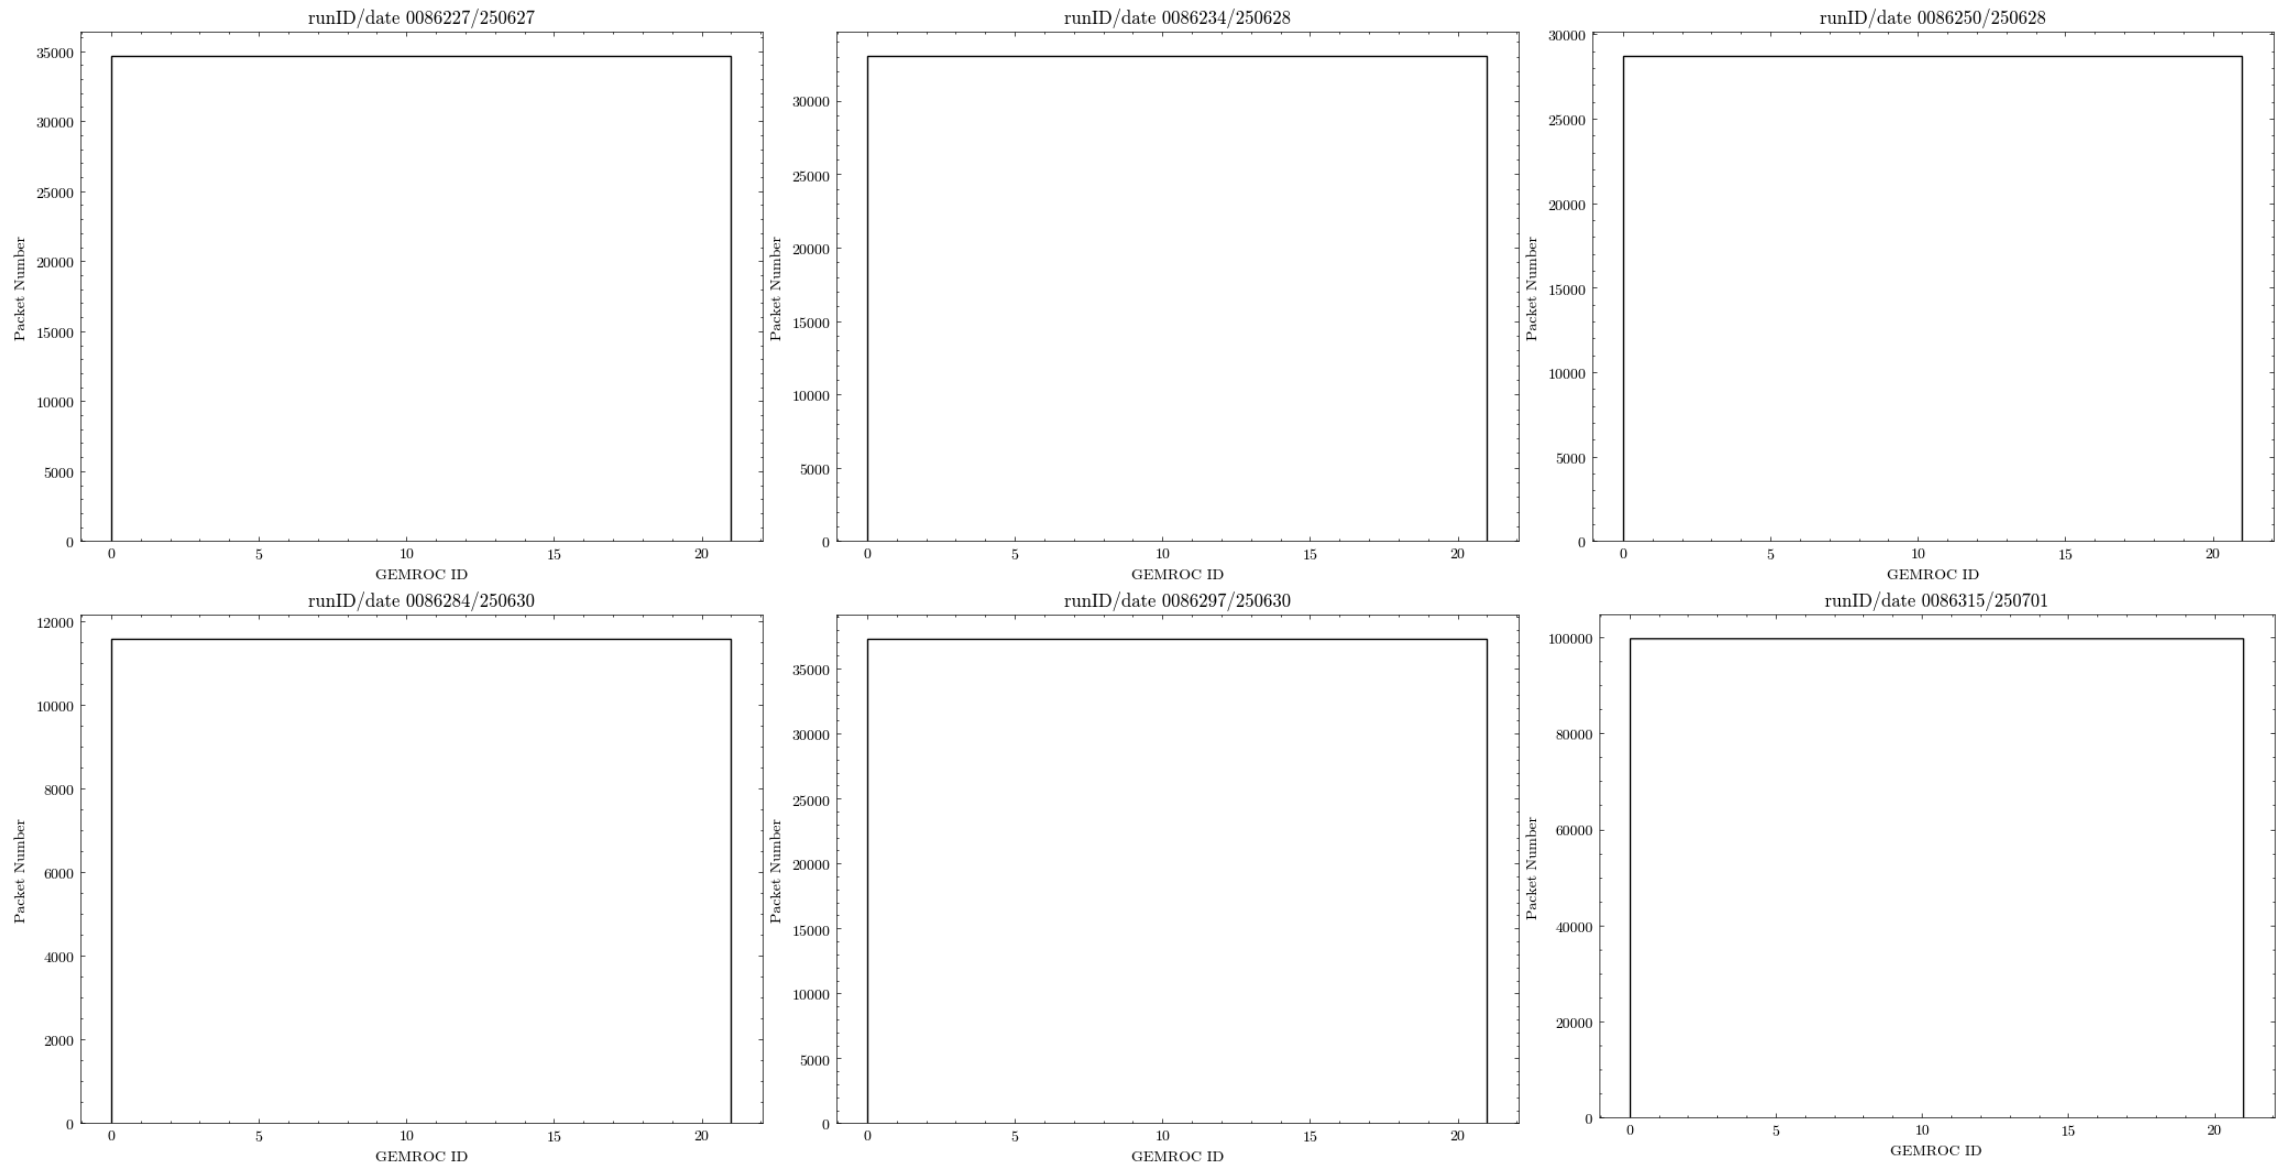 runID/date 0086227/250627
35000
30000
25000
20000
15000
10000
5000
0
Packet Number
0 5 10 15 20
GEMROC ID
runID/date 0086234/250628
30000
25000
20000
15000
10000
5000
0
Packet Number
0 5 10 15 20
GEMROC ID
runID/date 0086250/250628
30000
25000
20000
15000
10000
5000
0
Packet Number
0 5 10 15 20
GEMROC ID
runID/date 0086284/250630
12000
10000
8000
6000
4000
2000
0
Packet Number
0 5 10 15 20
GEMROC ID
runID/date 0086297/250630
35000
30000
25000
20000
15000
10000
5000
0
Packet Number
0 5 10 15 20
GEMROC ID
runID/date 0086315/250701
100000
80000
60000
40000
20000
0
Packet Number
0 5 10 15 20
GEMROC ID